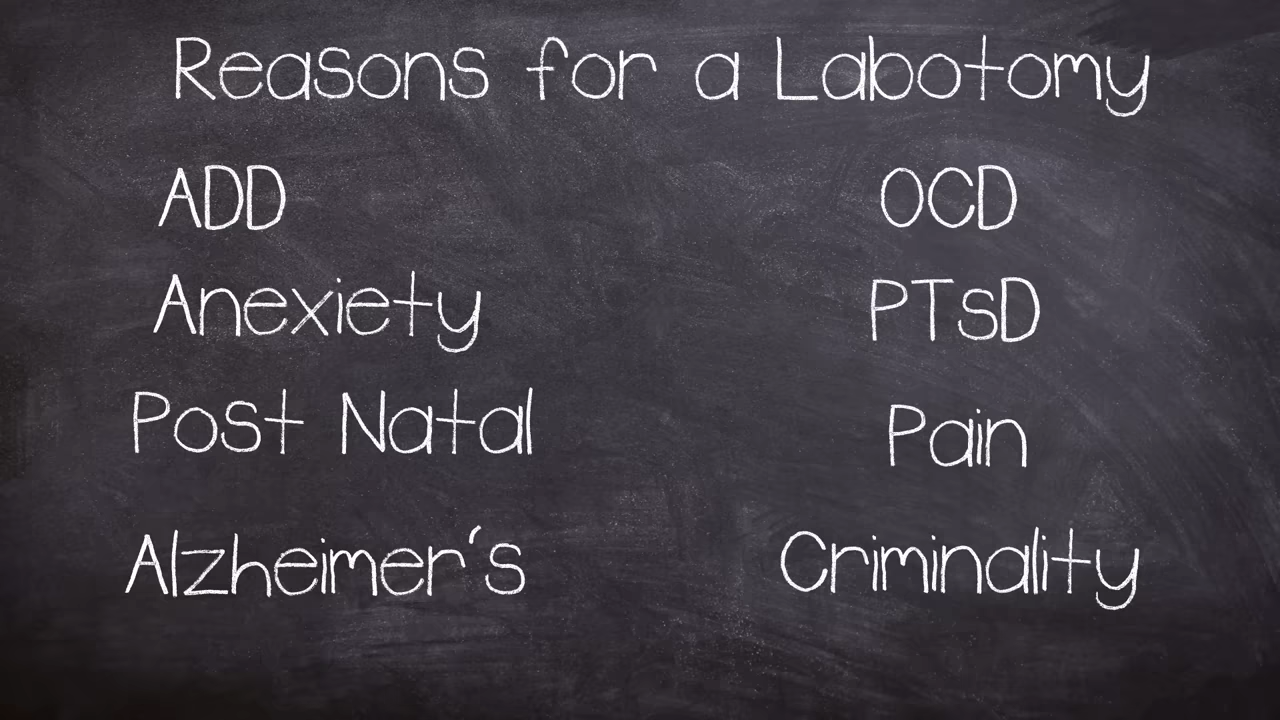 Reasons for a Labotomy
ADD
Anexiety
Post Natal
Alzheimer's
OCD
PTsD
Pain
Criminality